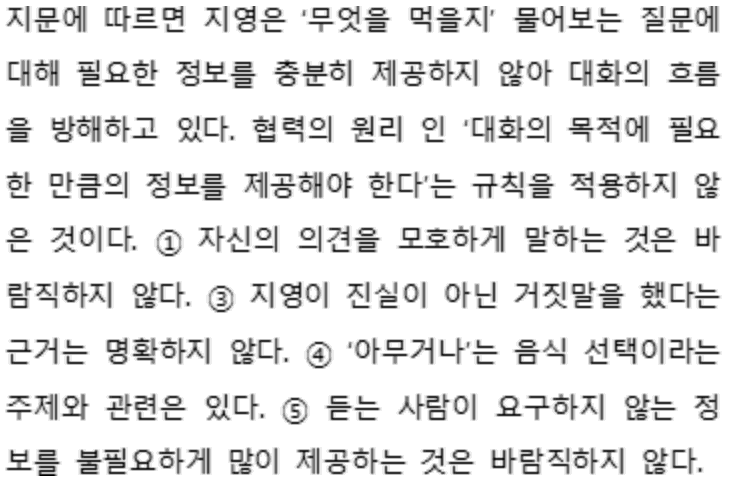 지문에 따르면 지영은 '무엇을 먹을지' 물어보는 질문에
대해 필요한 정보를 충분히 제공하지 않아 대화의 흐름
을 방해하고 있다. 협력의 원리 인 '대화의 목적에 필요
한 만큼의 정보를 제공해야 한다'는 규칙을 적용하지 않
은 것이다. ① 자신의 의견을 모호하게 말하는 것은 바
람직하지 않다. ③ 지영이 진실이 아닌 거짓말을 했다는
근거는 명확하지 않다. ④ '아무거나'는 음식 선택이라는
주제와 관련은 있다. ⑤ 듣는 사람이 요구하지 않는 정
보를 불필요하게 많이 제공하는 것은 바람직하지 않다.